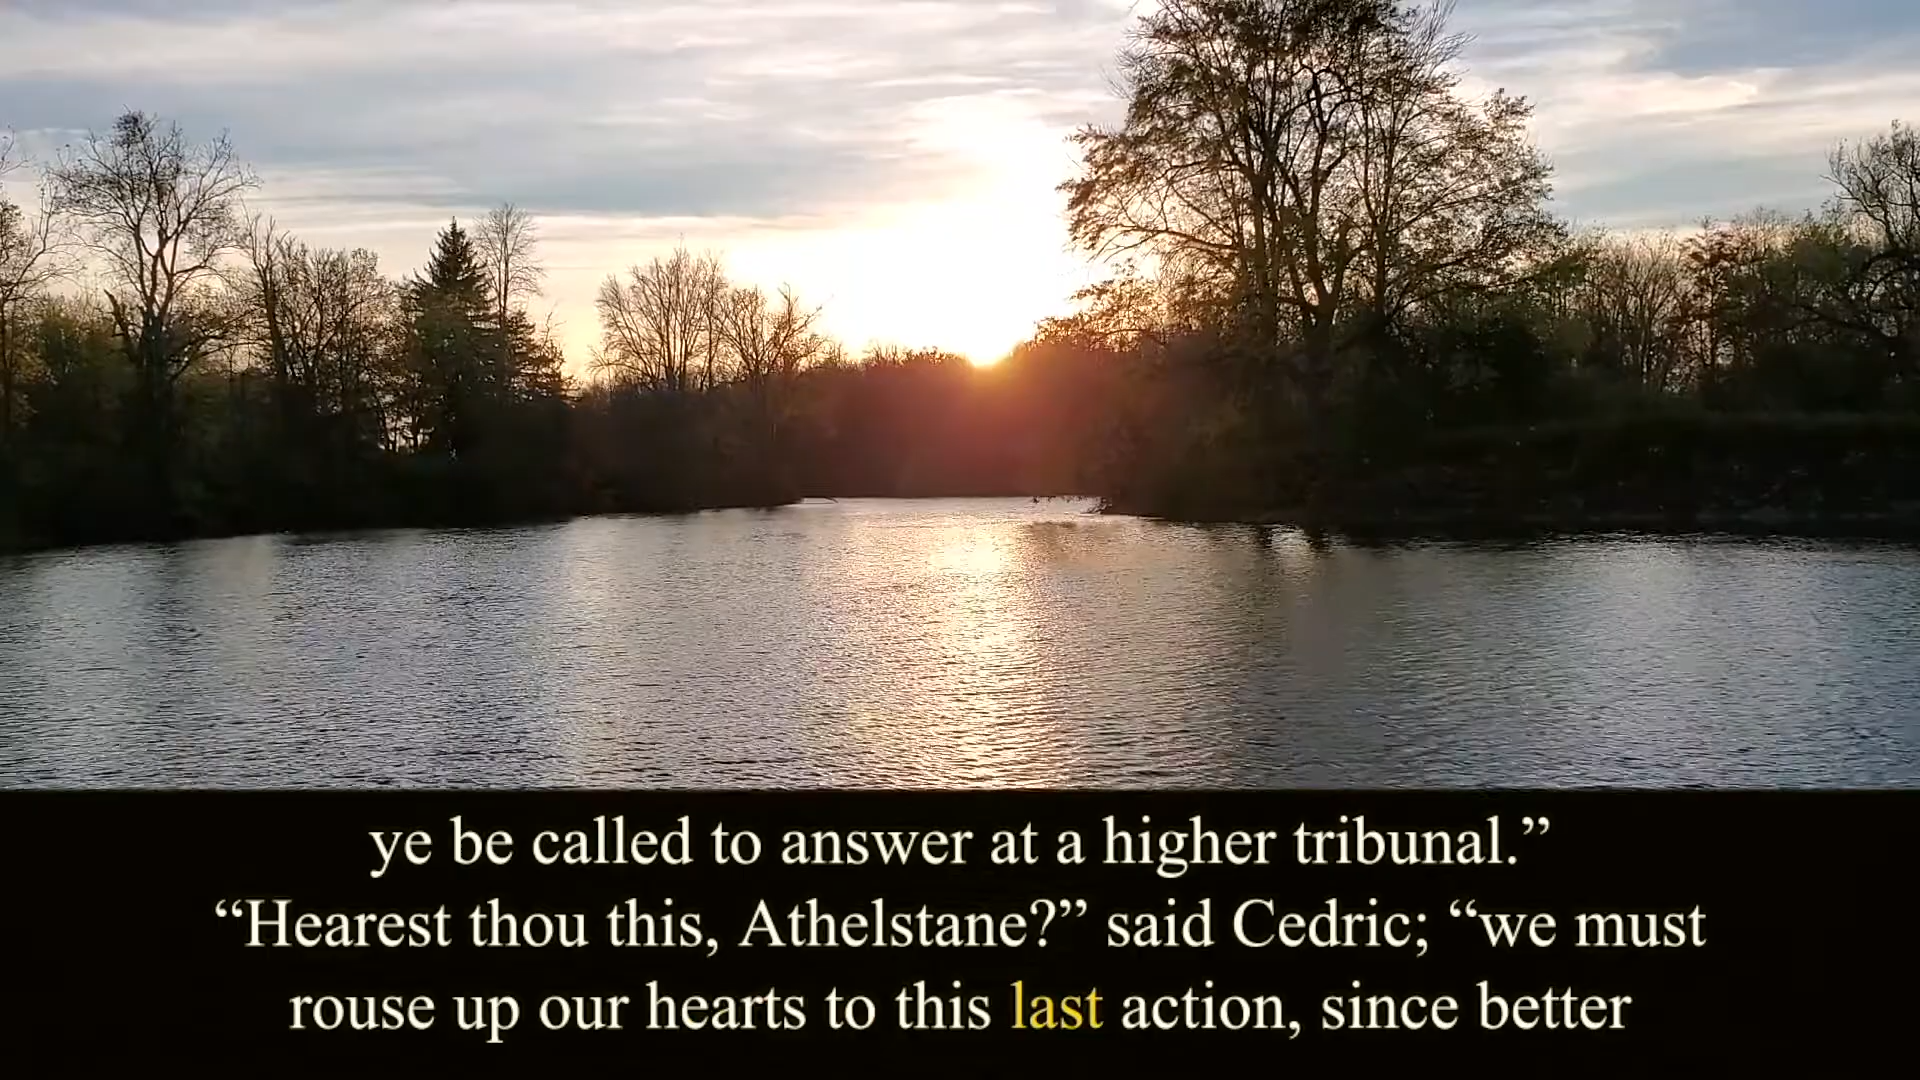 ye be called to answer at a higher tribunal.”
“Hearest thou this, Athelstane?” said Cedric; “we must
rouse up our hearts to this last action, since better